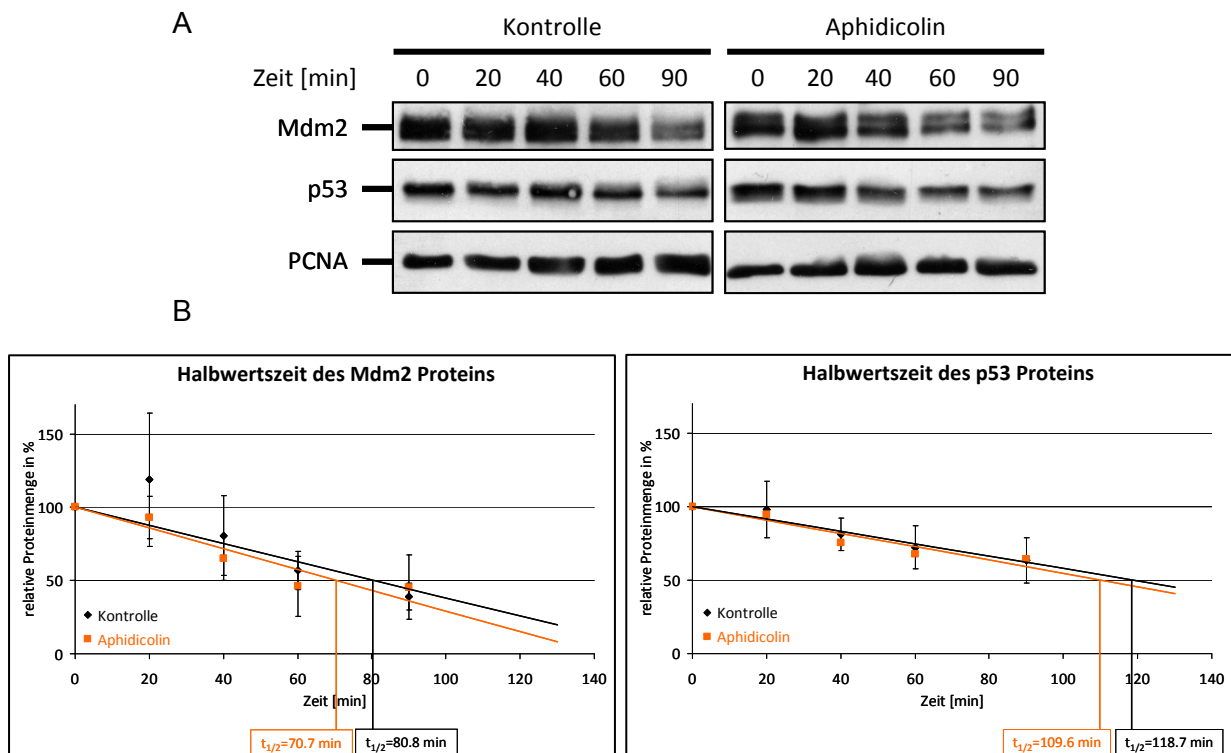 A
Kontrolle Aphidicolin
Zeit [min] 0 20 40 60 90 0 20 40 60 90
Mdm2
p53
PCNA
B
Halbwertszeit des Mdm2 Proteins
relative Proteinmenge in %
150
100
50
0
Kontrolle
Aphidicolin
0 20 40 60 80 100 120 140
Zeit [min]
t1/2=70.7 min t1/2=80.8 min
Halbwertszeit des p53 Proteins
relative Proteinmenge in %
150
100
50
0
Kontrolle
Aphidicolin
0 20 40 60 80 100 120 140
Zeit [min]
t1/2=109.6 min t1/2=118.7 min